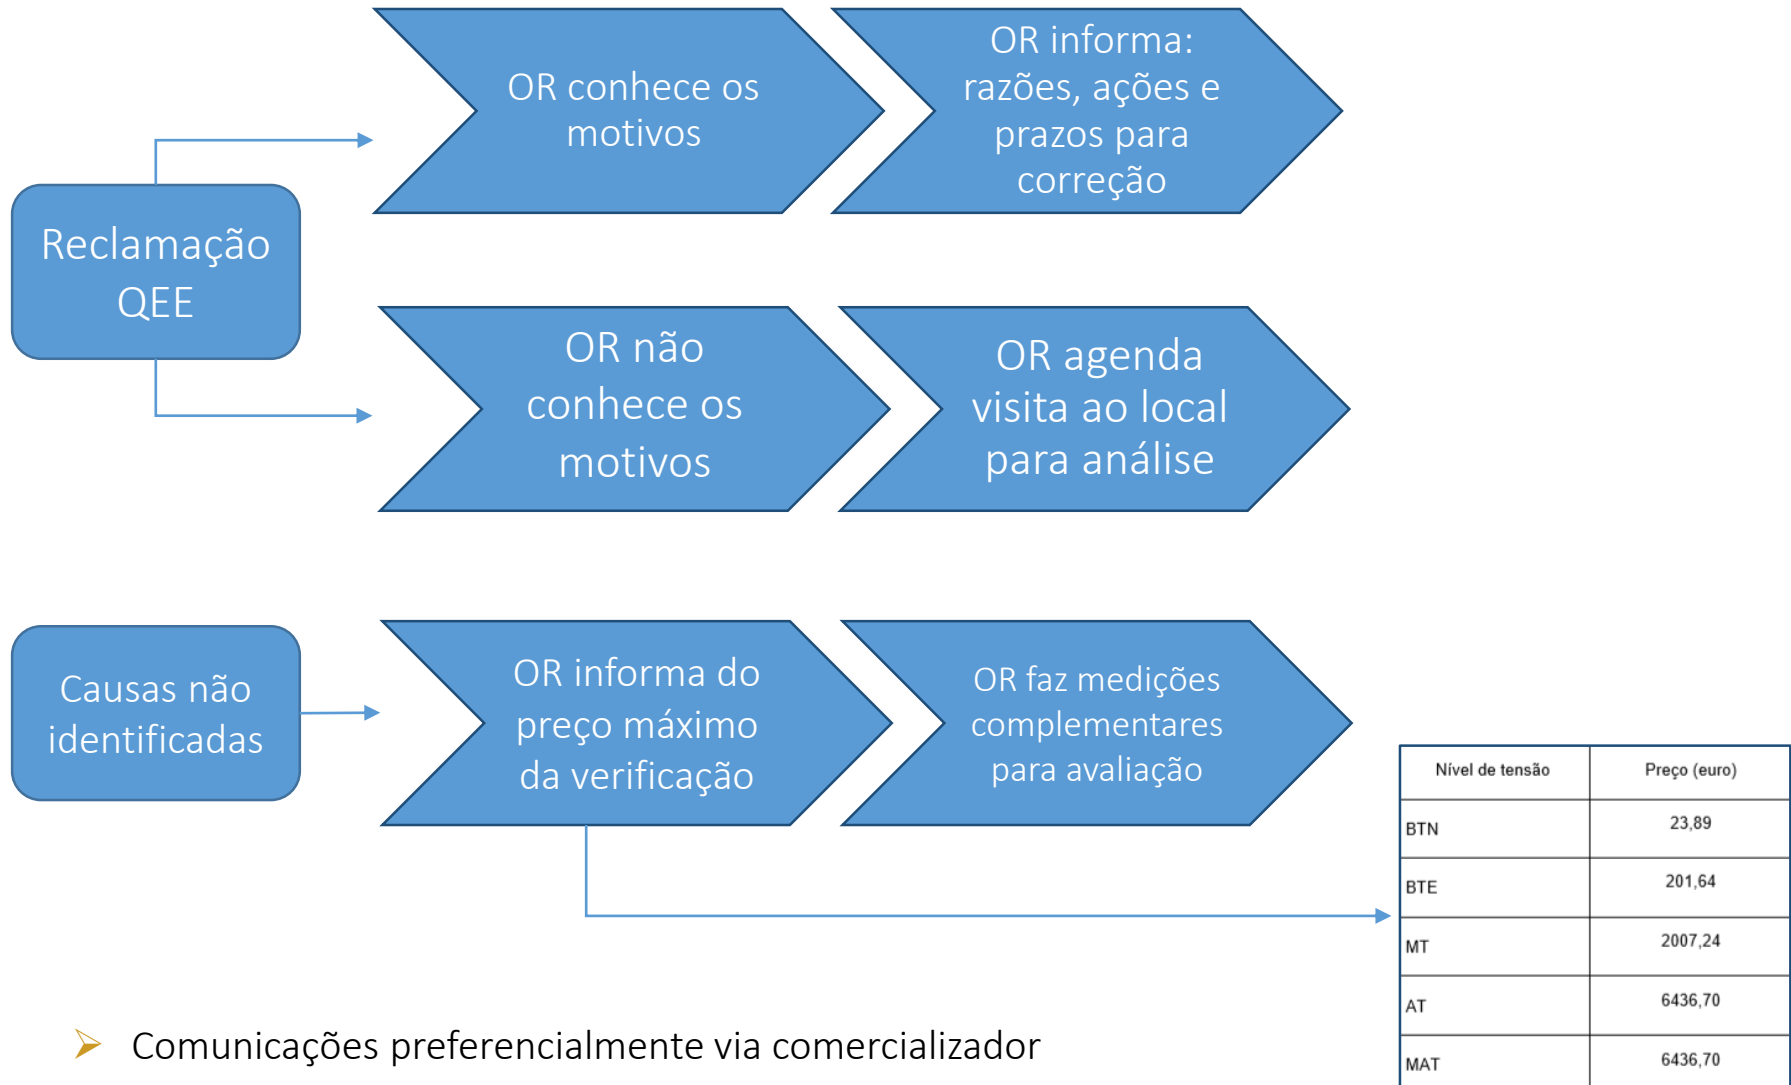 OR conhece os
motivos
OR informa:
razões, ações e
prazos para
correção
Reclamação
QEE
OR não
conhece os
motivos
OR agenda
visita ao local
para análise
Causas não
identificadas
OR informa do
preço máximo
da verificação
OR faz medições
complementares
para avaliação
Nível de tensão Preço (euro)
BTN 23,89
BTE 201,64
MT 2007,24
AT 6436,70
MAT 6436,70
Comunicações preferencialmente via comercializador